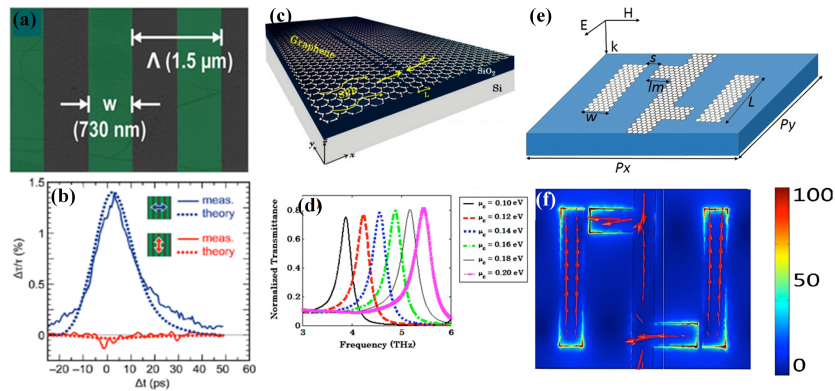 (a)
Λ (1.5 μm)
w
(730 nm)
(b)
1.5
1
0.5
0
Δτ/τ (%)
meas.
theory
meas.
theory
-20
-10
0
10
20
30
40
50
Δt (ps)
(c)
Graphene
SPP
d
L
SiO2
Si
z
y
x
(d)
Normalized Transmittance
0.8
0.6
0.4
0.2
0
3
4
5
6
Frequency (THz)
μc = 0.10 eV
μc = 0.12 eV
μc = 0.14 eV
μc = 0.16 eV
μc = 0.18 eV
μc = 0.20 eV
(e)
E
H
k
s
lm
w
L
Px
Py
(f)
100
50
0